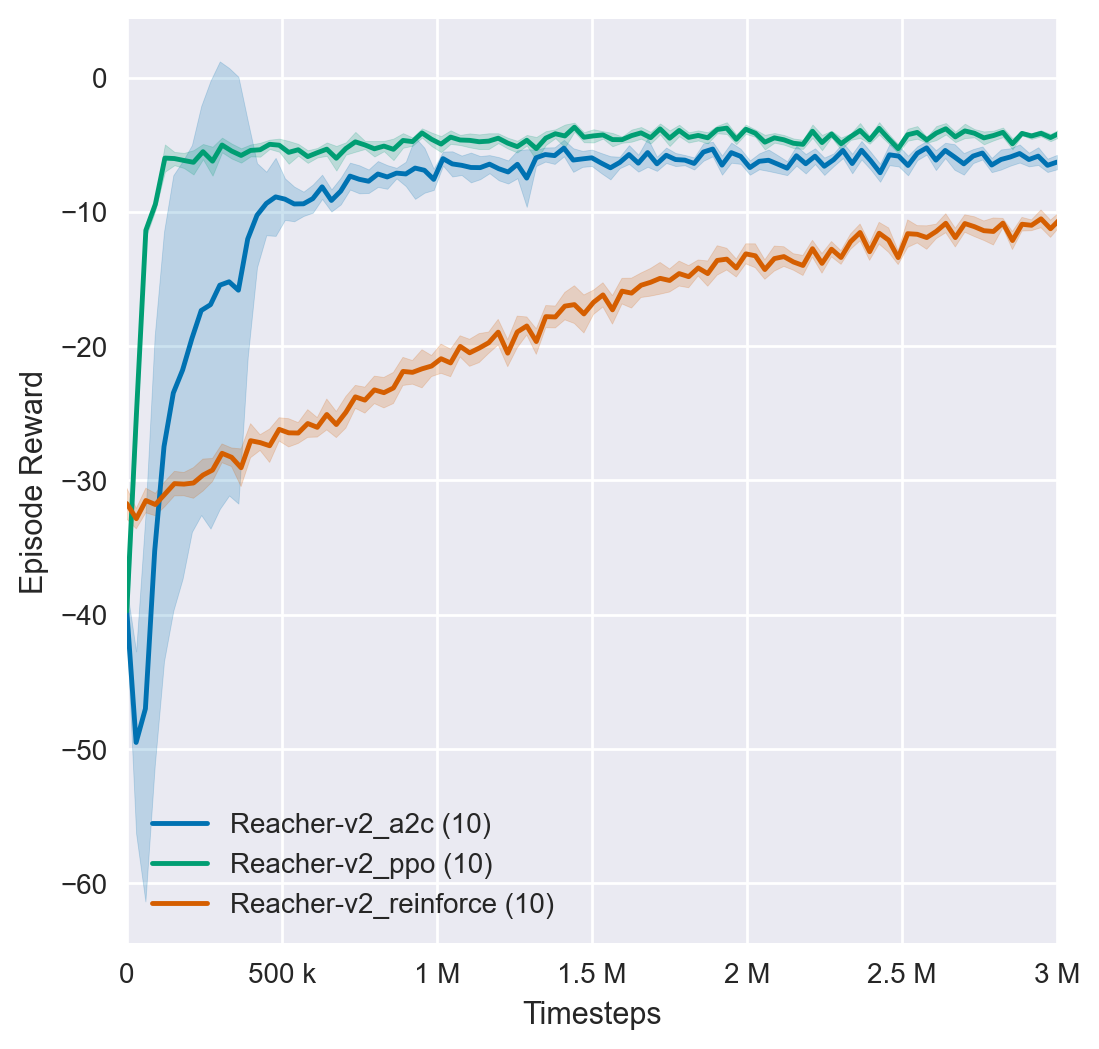 0
−10
−20
−30
−40
−50
−60
Episode Reward
Reacher-v2_a2c (10)
Reacher-v2_ppo (10)
Reacher-v2_reinforce (10)
0 500 k 1 M 1.5 M 2 M 2.5 M 3 M
Timesteps